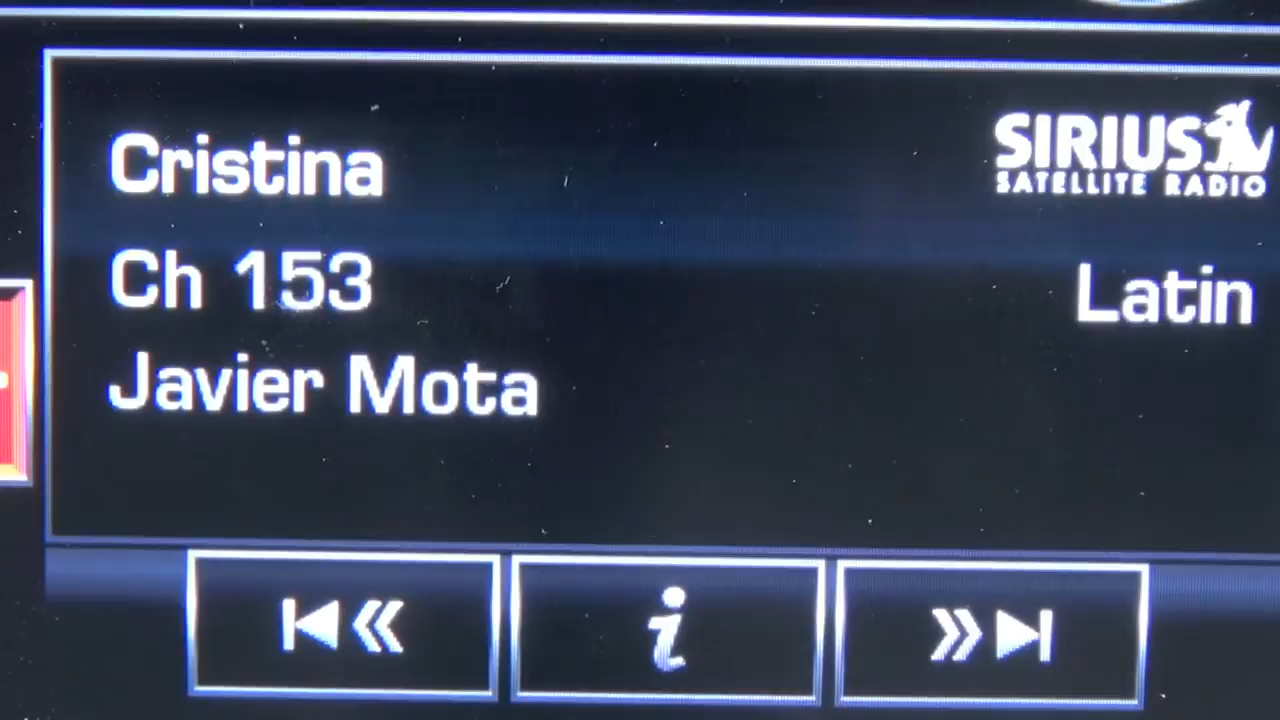 Cristina
SIRIUS
SATELLITE RADIO
Ch 153
Latin
Javier Mota
i